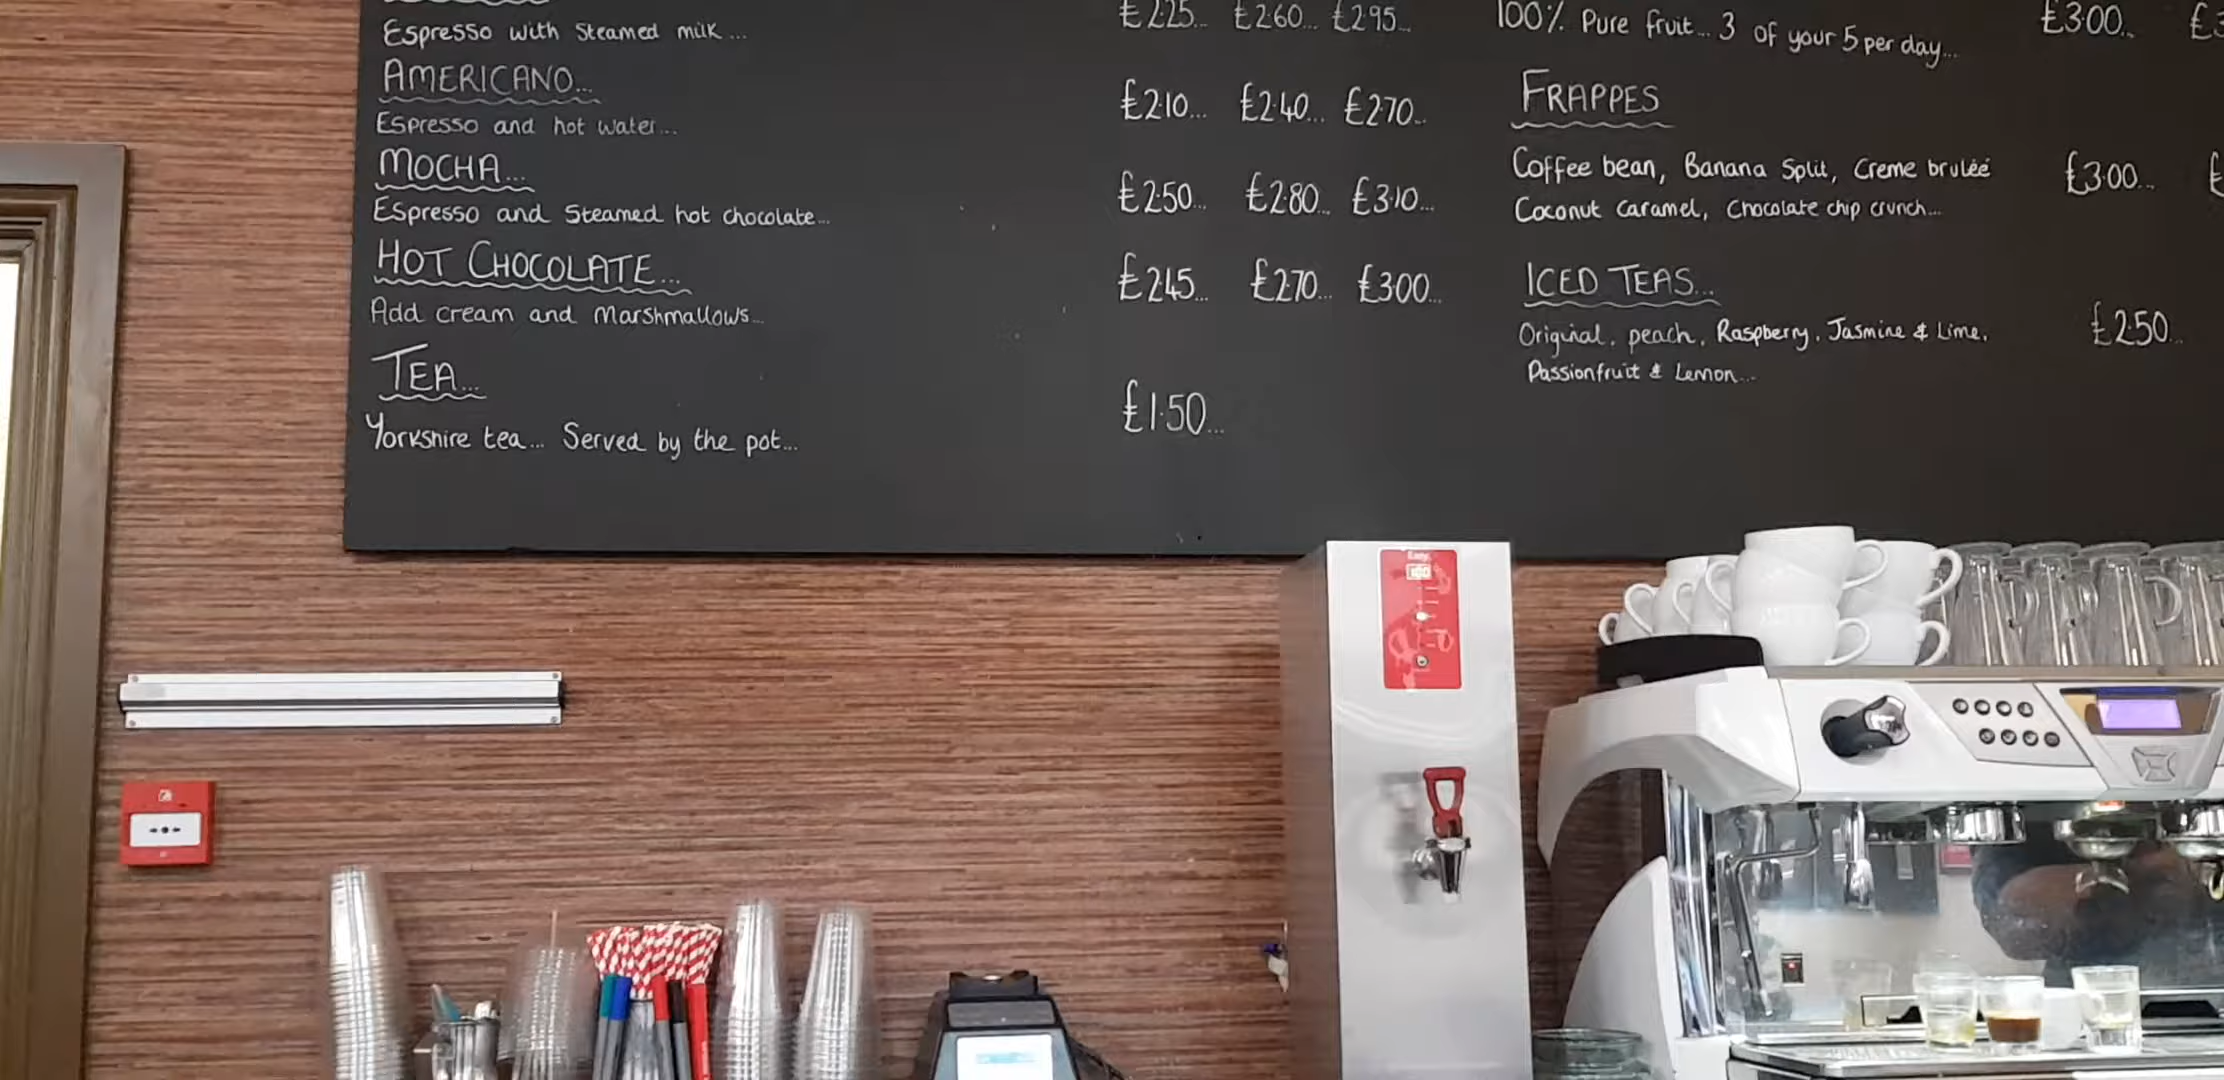 Espresso with Steamed milk...
£2.25... £2.60... £2.95...
AMERICANO...
£2.10... £2.40... £2.70...
Espresso and hot water...
MOCHA...
£2.50... £2.80... £3.10...
Espresso and Steamed hot chocolate...
HOT CHOCOLATE...
£2.45... £2.70... £3.00...
Add cream and Marshmallows...
TEA...
£1.50...
Yorkshire tea... Served by the pot...
100% Pure fruit... 3 of your 5 per day...
£3.00...
FRAPPES
Coffee bean, Banana Split, Creme bruléé
£3.00...
Coconut Caramel, Chocolate chip crunch...
ICED TEAS...
Original, peach, Raspberry, Jasmine & Lime,
£2.50...
Passionfruit & Lemon...